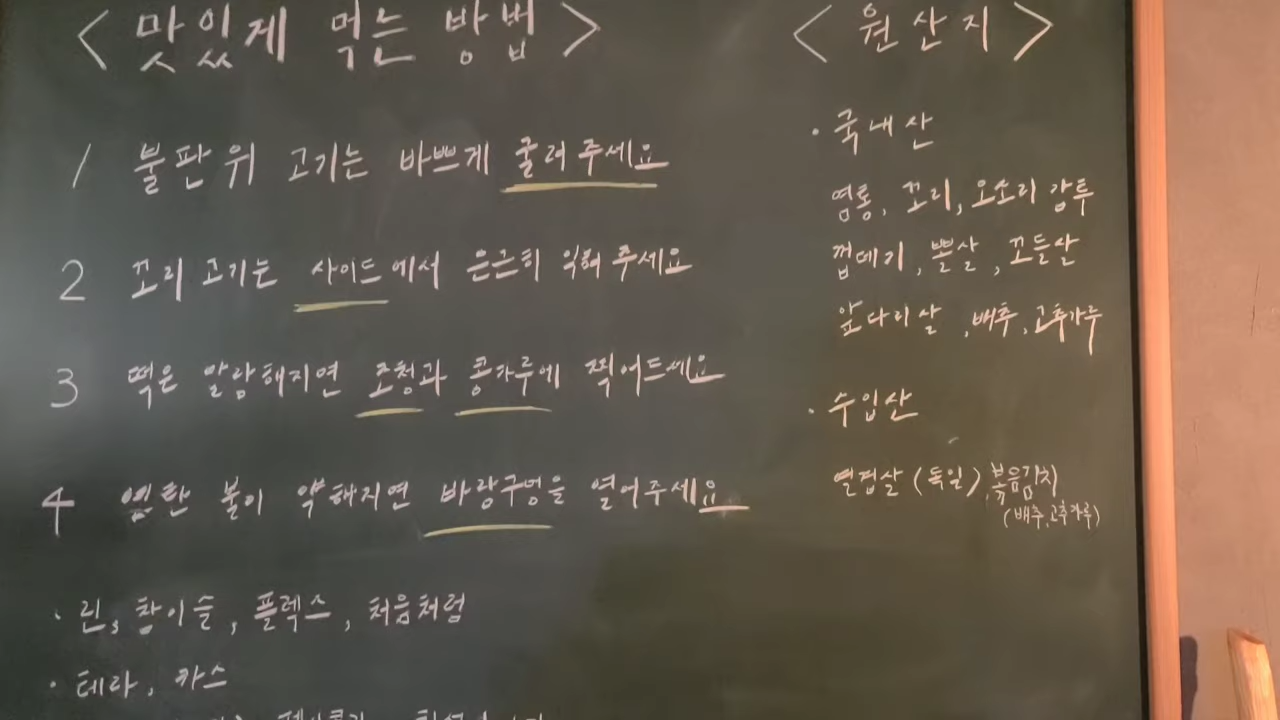 < 맛있게 먹는 방법 >
1 불판위 고기는 바쁘게 굴려주세요
2 꼬리고기는 사이드에서 은근히 익혀주세요
3 떡은 말랑해지면 조청과 콩가루에 찍어드세요
4 연탄 불이 약해지면 바람구멍을 열어주세요
· 린, 참이슬, 플렉스, 처음처럼
· 테라, 카스
< 원산지 >
· 국내산
염통, 꼬리, 오소리감투
껍데기, 뽈살, 꼬들살
앞다리살, 배추, 고추가루
· 수입산
열겹살 (독일), 볶음김치
(배추, 고추가루)